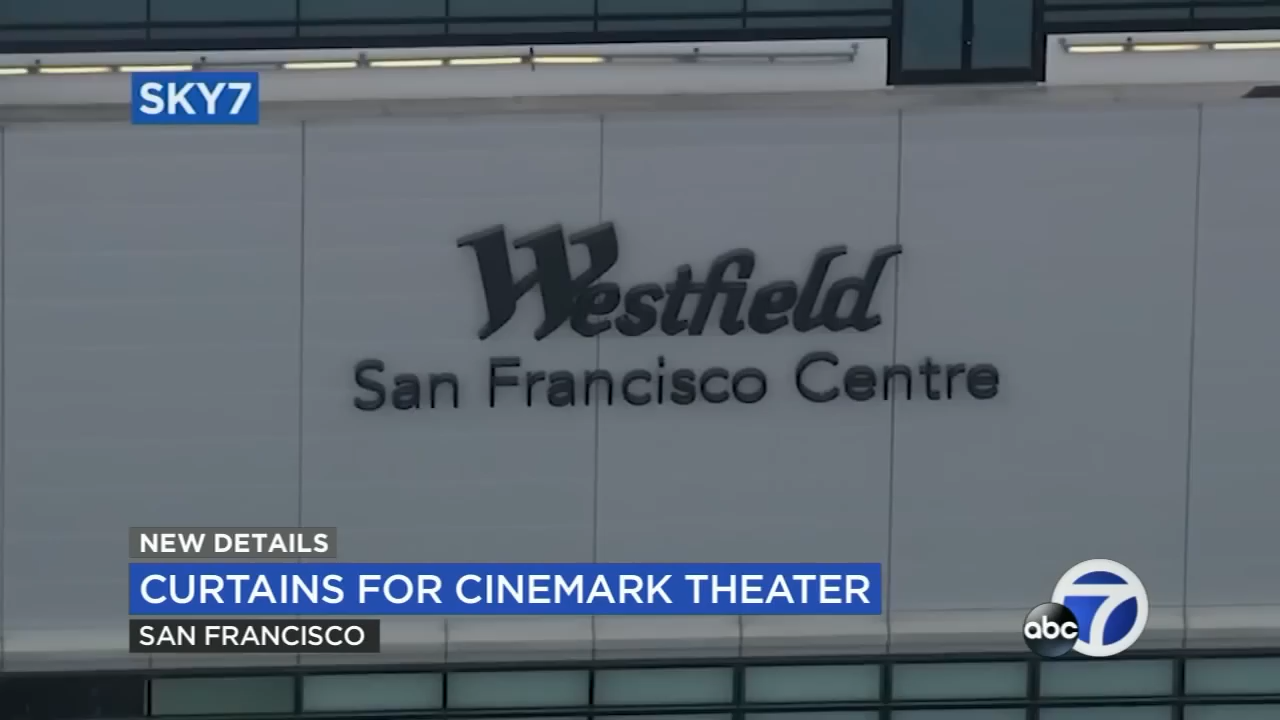 SKY7
Westfield
San Francisco Centre
NEW DETAILS
CURTAINS FOR CINEMARK THEATER
SAN FRANCISCO
abc 7